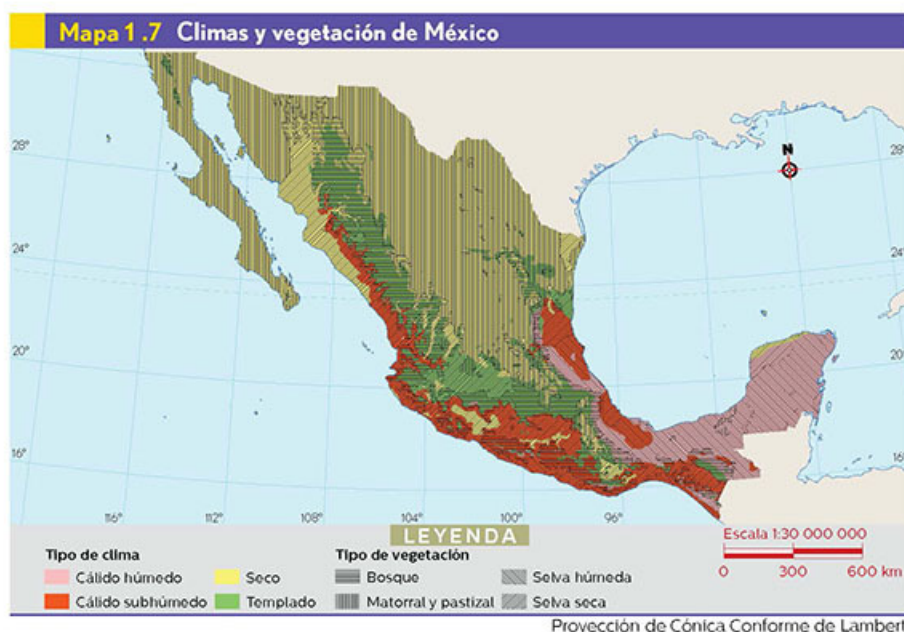 Mapa 1.7 Climas y vegetación de México
28°
24°
20°
16°
N
28°
24°
20°
16°
116° 112° 108° 104° 100° 96°
LEYENDA
Tipo de clima
Cálido húmedo
Seco
Cálido subhúmedo
Templado
Tipo de vegetación
Bosque
Selva húmeda
Matorral y pastizal
Selva seca
Escala 1:30 000 000
0 300 600 km
Proyección de Cónica Conforme de Lambert